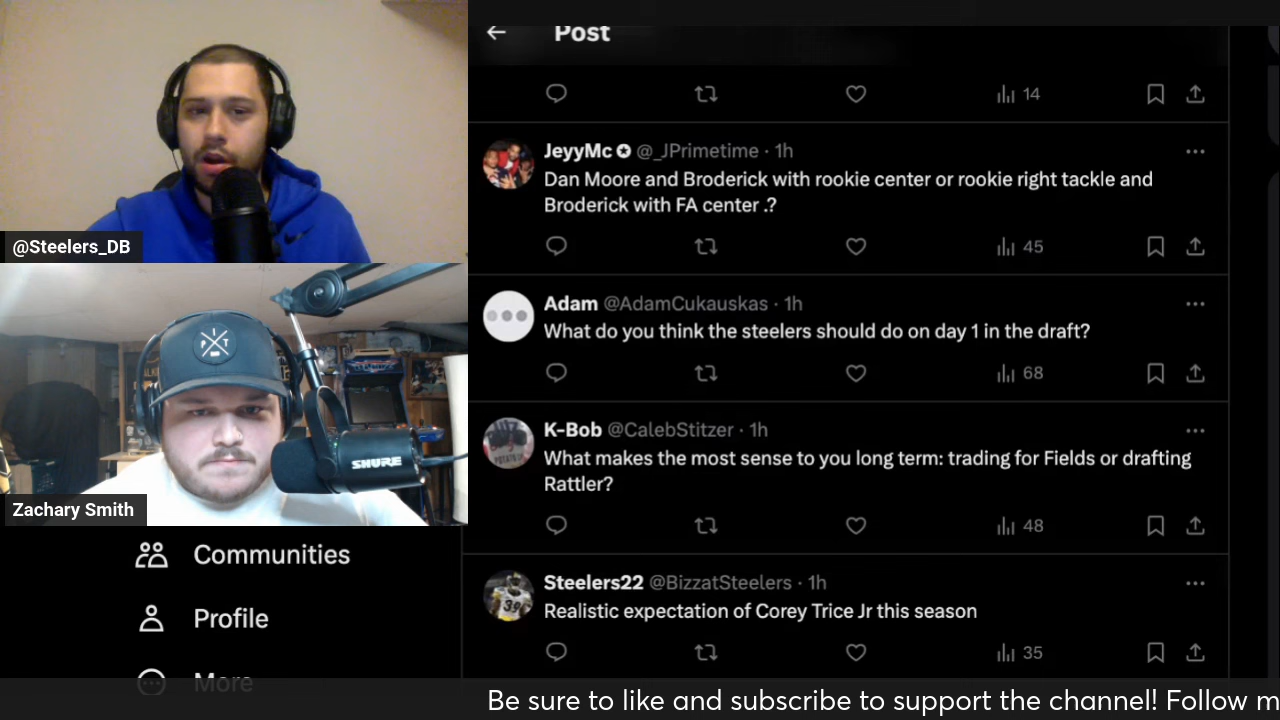 @Steelers_DB
Zachary Smith
PIT
SHURE
Communities
Profile
More
Post
14
JeyyMc @_JPrimetime · 1h
Dan Moore and Broderick with rookie center or rookie right tackle and
Broderick with FA center .?
45
Adam @AdamCukauskas · 1h
What do you think the steelers should do on day 1 in the draft?
68
K-Bob @CalebStitzer · 1h
What makes the most sense to you long term: trading for Fields or drafting
Rattler?
48
Steelers22 @BizzatSteelers · 1h
Realistic expectation of Corey Trice Jr this season
35
Be sure to like and subscribe to support the channel! Follow m